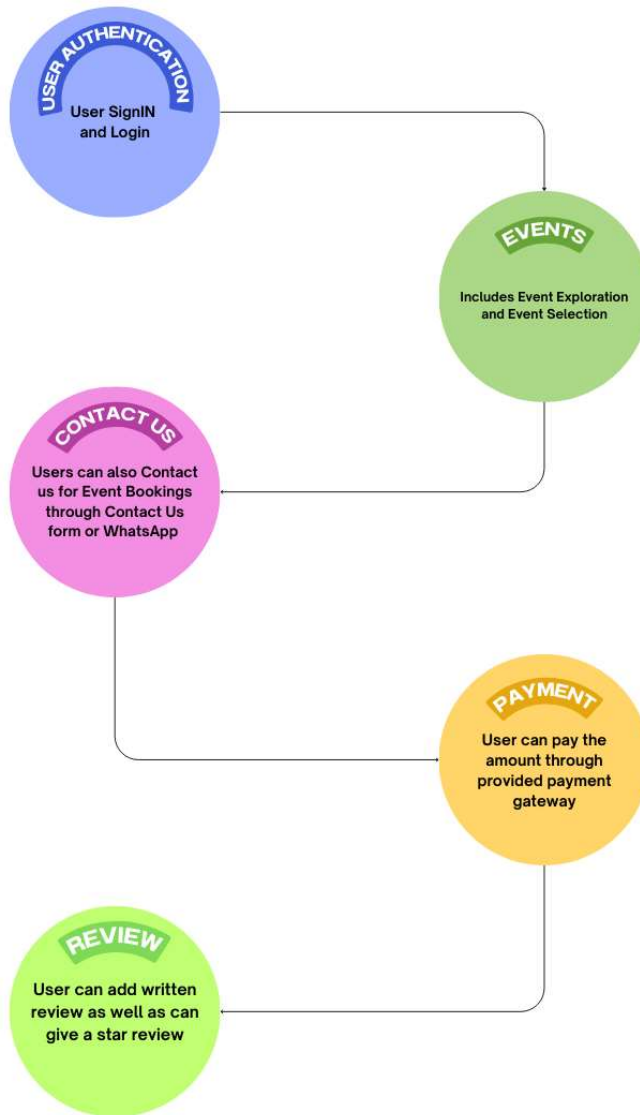 USER AUTHENTICATION
User SignIN
and Login
EVENTS
Includes Event Exploration
and Event Selection
CONTACT US
Users can also Contact
us for Event Bookings
through Contact Us
form or WhatsApp
PAYMENT
User can pay the
amount through
provided payment
gateway
REVIEW
User can add written
review as well as can
give a star review